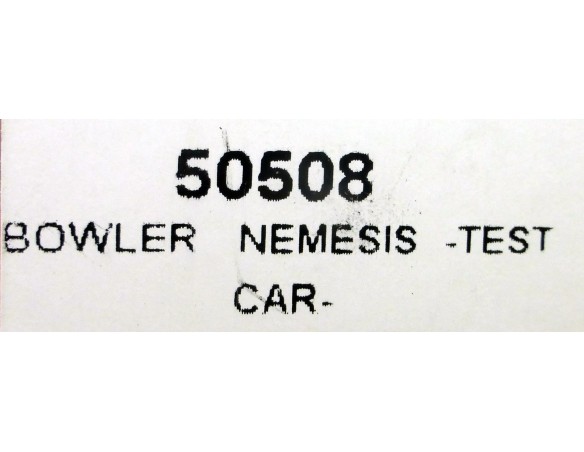 50508
BOWLER NEMESIS -TEST
CAR-